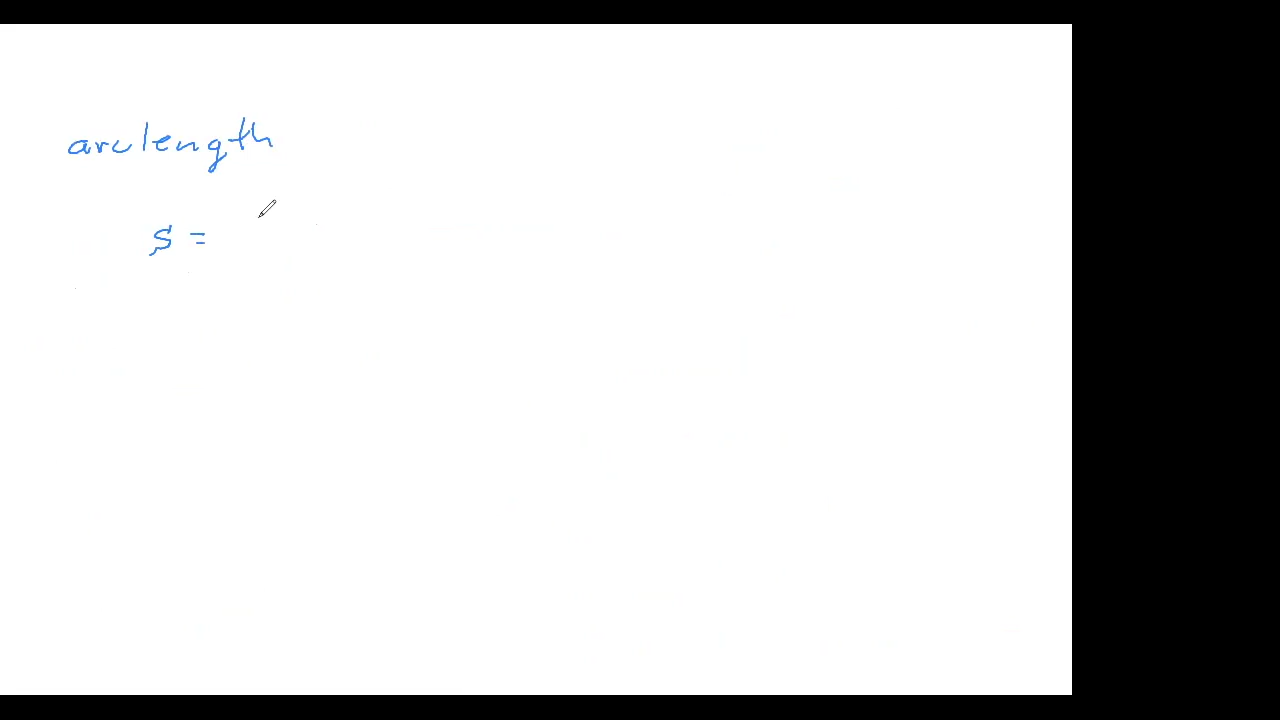 arclength
s =